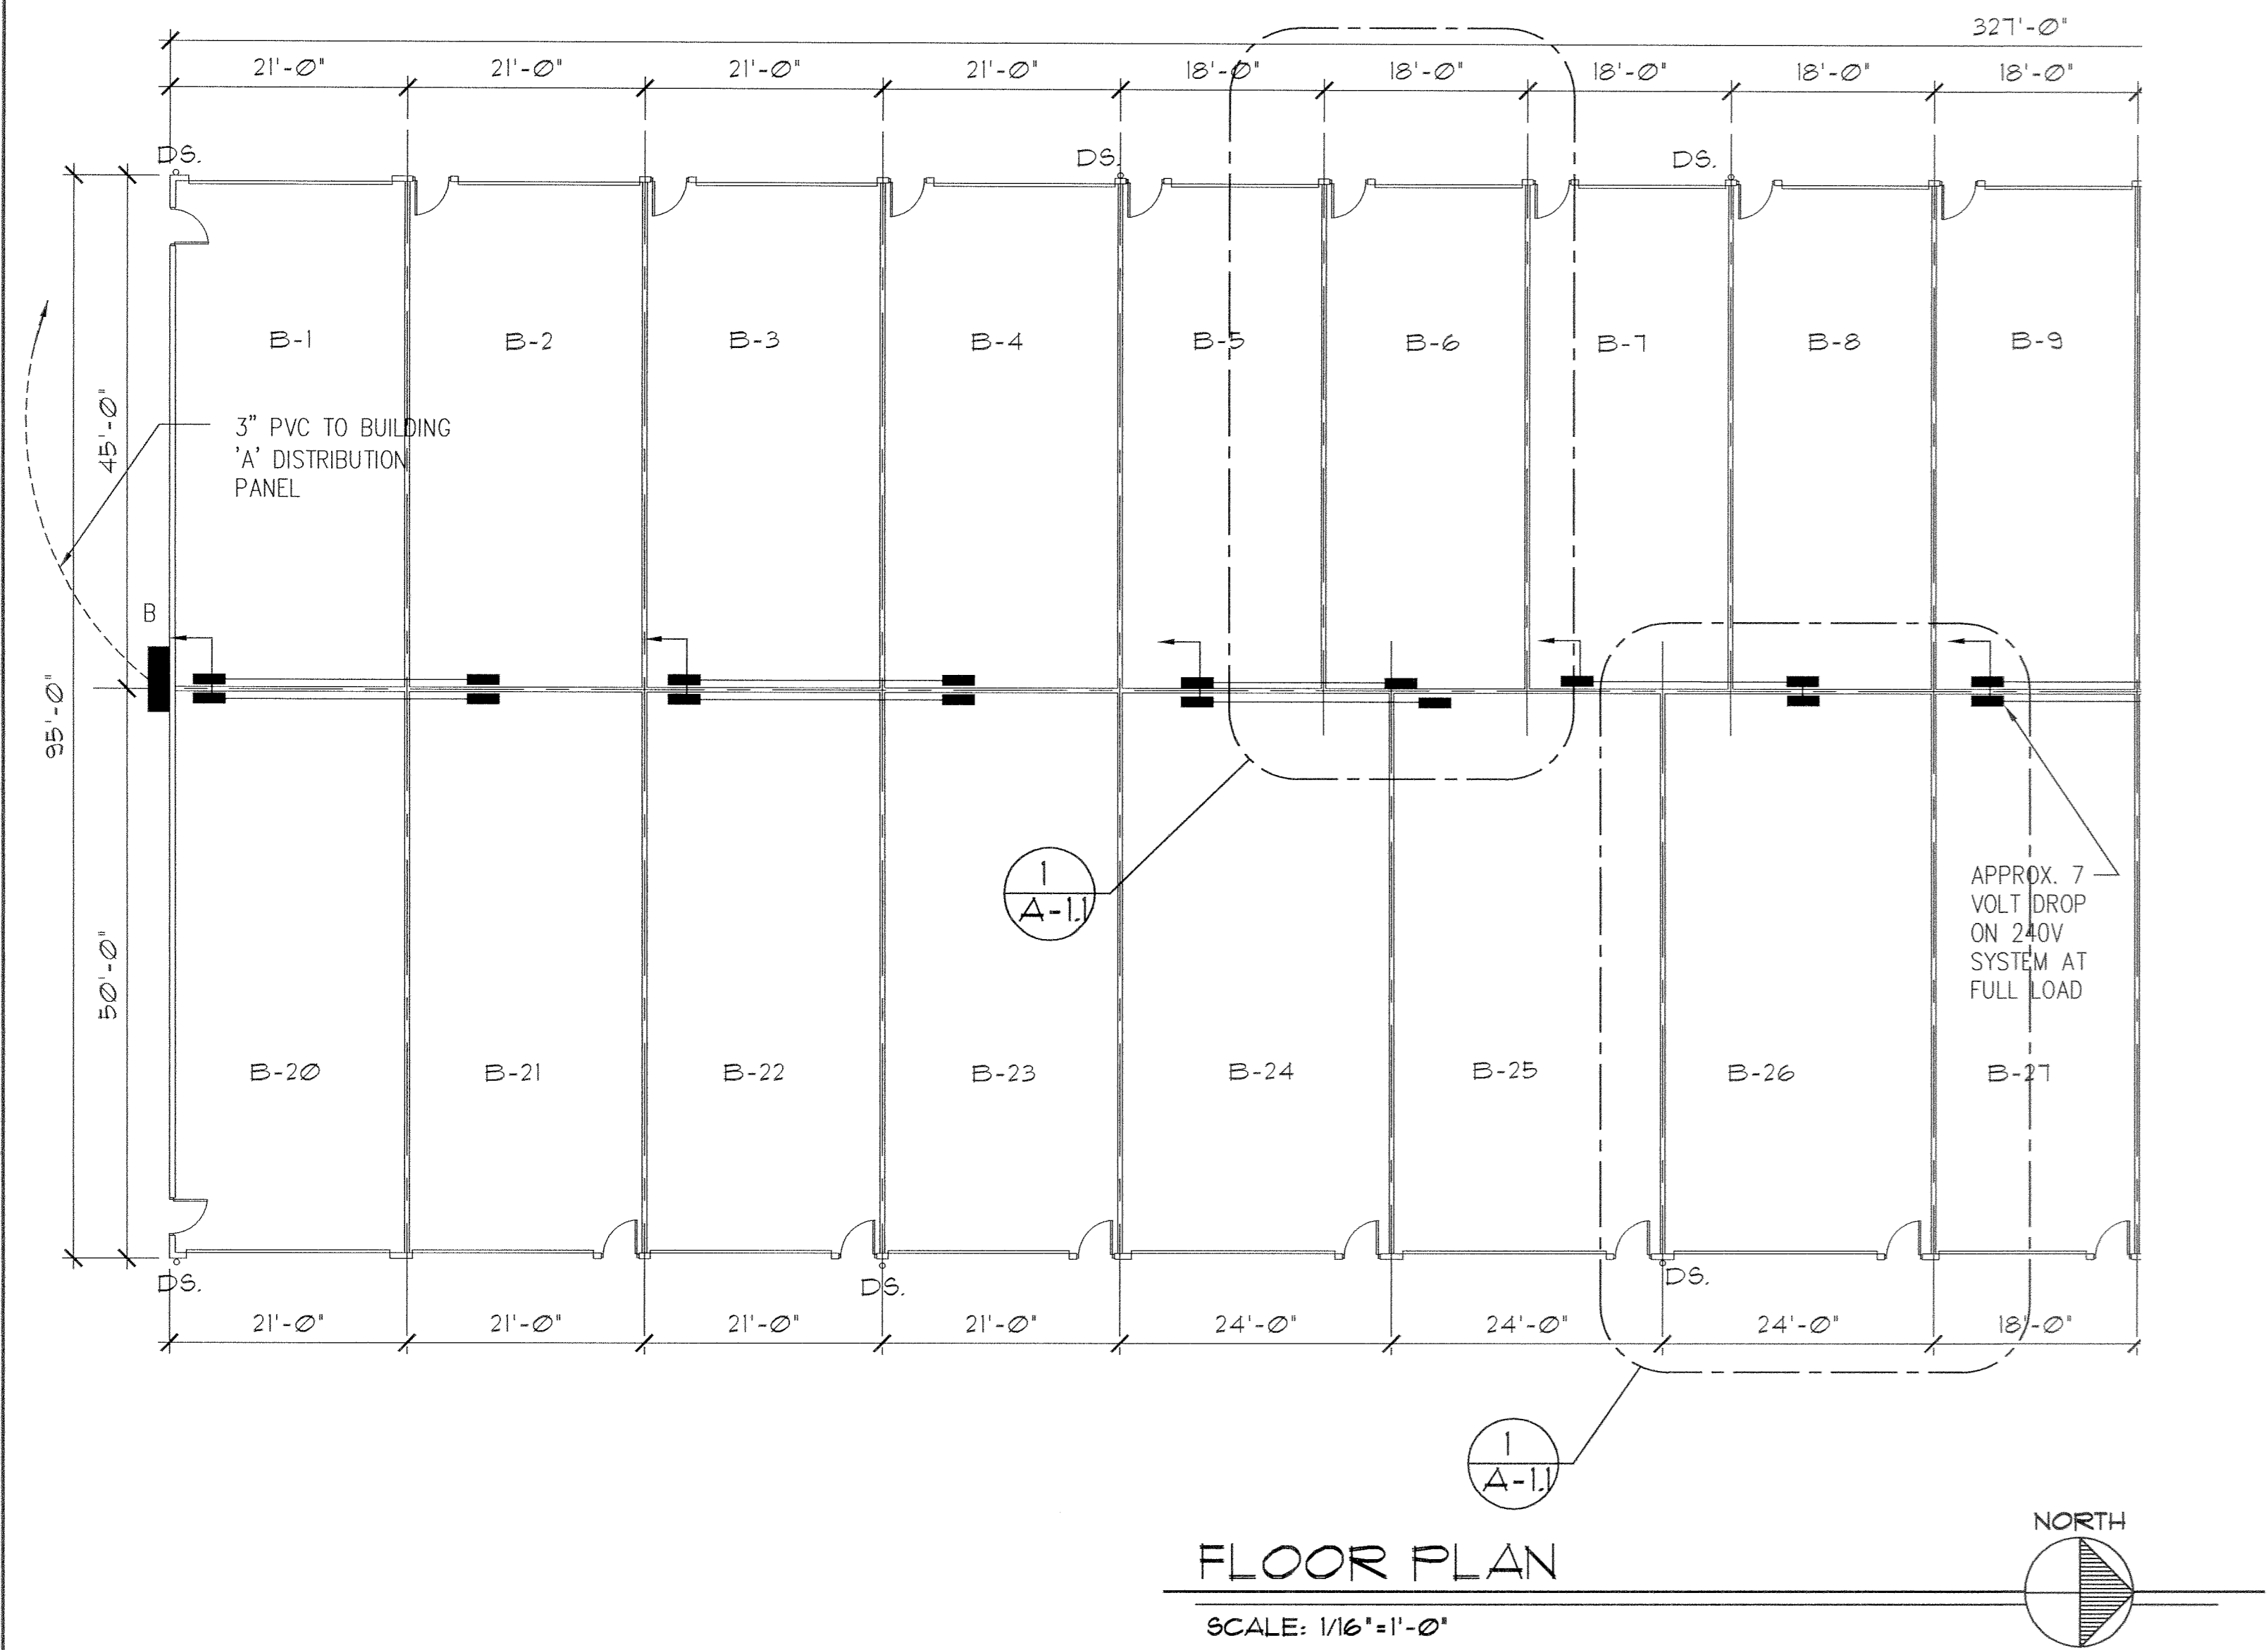 327'-0"
21'-0" 21'-0" 21'-0" 21'-0" 18'-0" 18'-0" 18'-0" 18'-0" 18'-0"
DS. DS. DS.
B-1 B-2 B-3 B-4 B-5 B-6 B-7 B-8 B-9
45'-0"
3" PVC TO BUILDING
'A' DISTRIBUTION
PANEL
B
95'-0"
50'-0"
1
A-1.1
APPROX. 7
VOLT DROP
ON 240V
SYSTEM AT
FULL LOAD
B-20 B-21 B-22 B-23 B-24 B-25 B-26 B-27
DS. DS. DS.
21'-0" 21'-0" 21'-0" 21'-0" 24'-0" 24'-0" 24'-0" 18'-0"
1
A-1.1
NORTH
FLOOR PLAN
SCALE: 1/16"=1'-0"